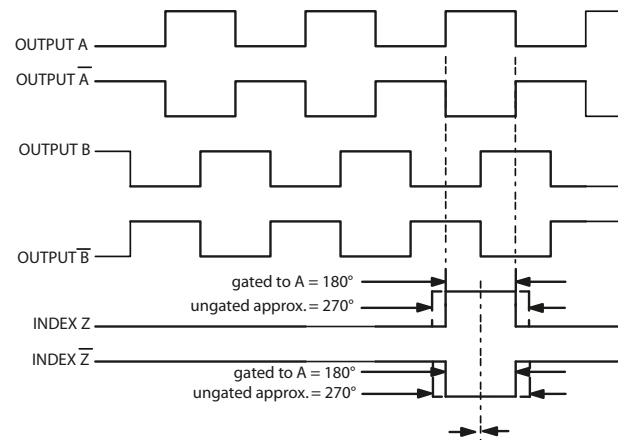 OUTPUT A
OUTPUT A̅
OUTPUT B
OUTPUT B̅
gated to A = 180°
ungated approx. = 270°
INDEX Z
INDEX Z̅
gated to A = 180°
ungated approx. = 270°